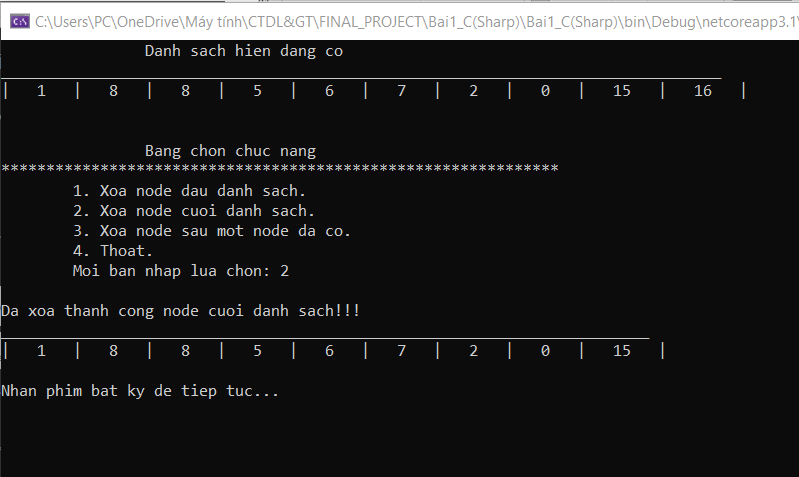 C:\Users\PC\OneDrive\Máy tính\CTDL&GT\FINAL_PROJECT\Bai1_C(Sharp)\Bai1_C(Sharp)\bin\Debug\netcoreapp3.1\
Danh sach hien dang co
| 1 | 8 | 8 | 5 | 6 | 7 | 2 | 0 | 15 | 16 |
Bang chon chuc nang
**************************************************************
1. Xoa node dau danh sach.
2. Xoa node cuoi danh sach.
3. Xoa node sau mot node da co.
4. Thoat.
Moi ban nhap lua chon: 2
Da xoa thanh cong node cuoi danh sach!!!
| 1 | 8 | 8 | 5 | 6 | 7 | 2 | 0 | 15 |
Nhan phim bat ky de tiep tuc...